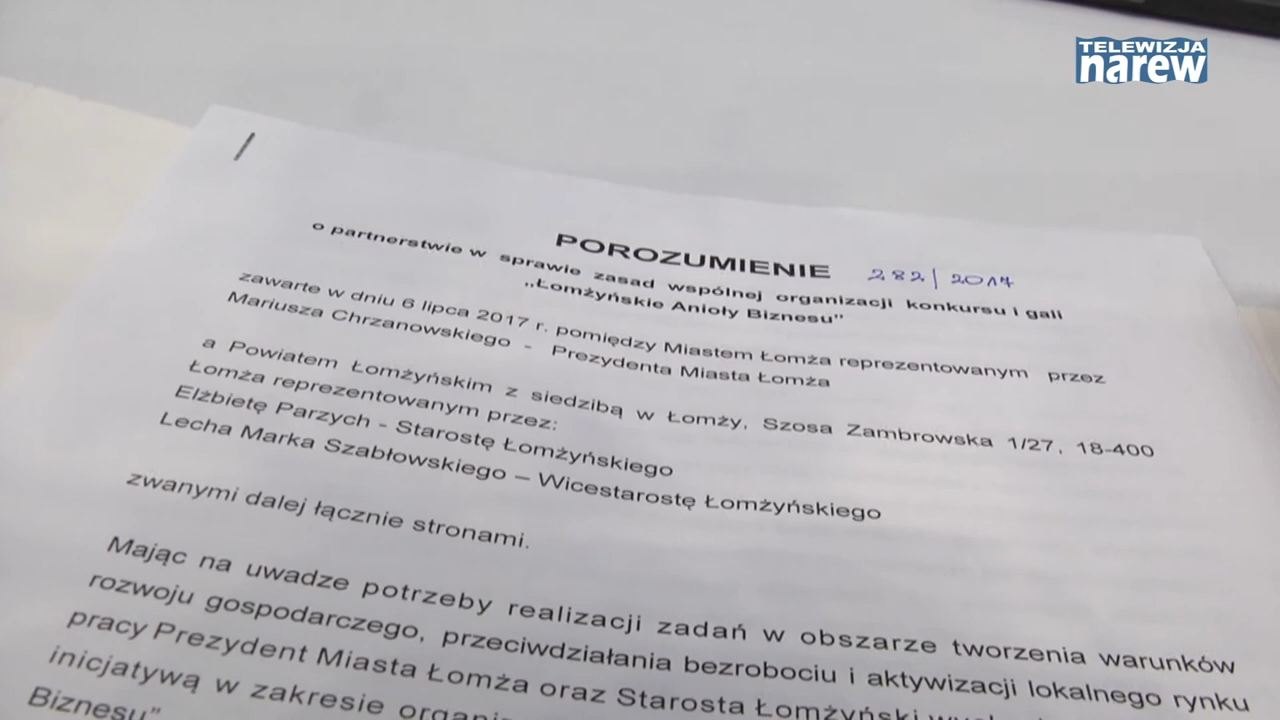 TELEWIZJA
narew
POROZUMIENIE 282/2017
o partnerstwie w sprawie zasad wspólnej organizacji konkursu i gali
„Łomżyńskie Anioły Biznesu”
zawarte w dniu 6 lipca 2017 r. pomiędzy Miastem Łomża reprezentowanym przez
Mariusza Chrzanowskiego - Prezydenta Miasta Łomża
a Powiatem Łomżyńskim z siedzibą w Łomży, Szosa Zambrowska 1/27, 18-400
Łomża reprezentowanym przez:
Elżbietę Parzych - Starostę Łomżyńskiego
Lecha Marka Szabłowskiego – Wicestarostę Łomżyńskiego
zwanymi dalej łącznie stronami.
Mając na uwadze potrzeby realizacji zadań w obszarze tworzenia warunków
rozwoju gospodarczego, przeciwdziałania bezrobociu i aktywizacji lokalnego rynku
pracy Prezydent Miasta Łomża oraz Starosta Łomżyński
inicjatywą w zakresie
Biznesu”